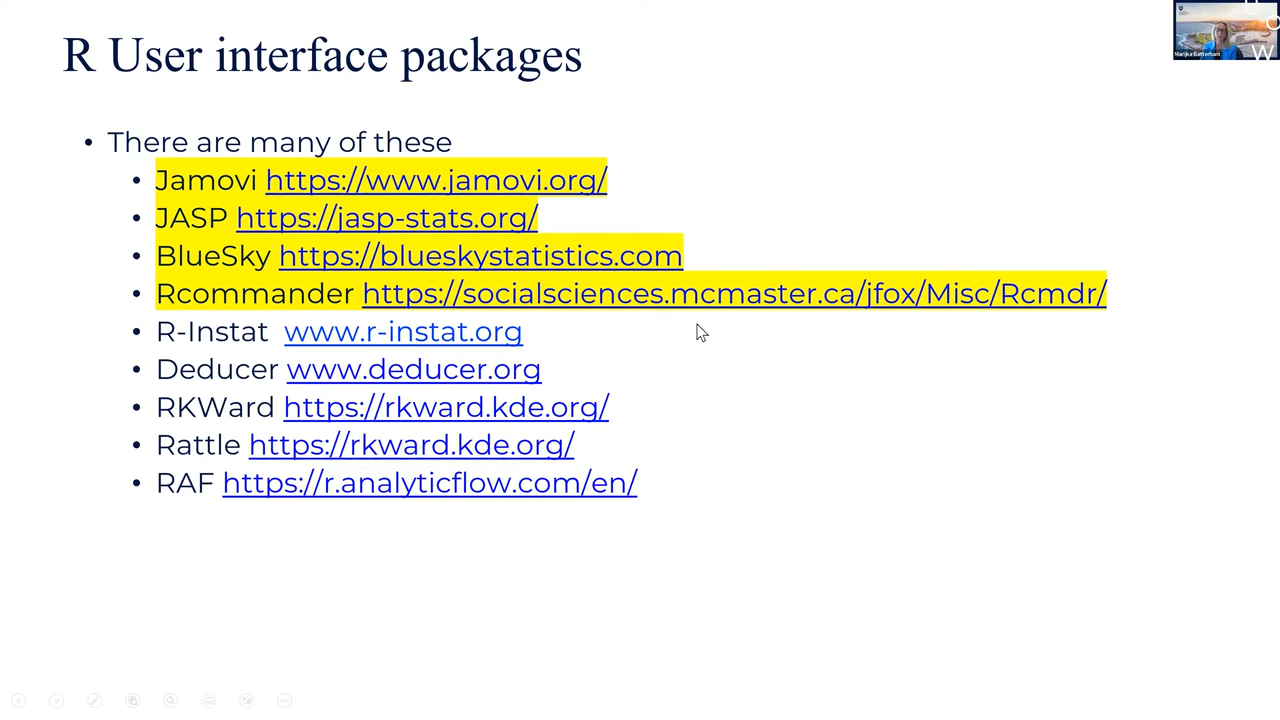 R User interface packages
• There are many of these
• Jamovi https://www.jamovi.org/
• JASP https://jasp-stats.org/
• BlueSky https://blueskystatistics.com
• Rcommander https://socialsciences.mcmaster.ca/jfox/Misc/Rcmdr/
• R-Instat www.r-instat.org
• Deducer www.deducer.org
• RKWard https://rkward.kde.org/
• Rattle https://rkward.kde.org/
• RAF https://r.analyticflow.com/en/
Marijka Batterham